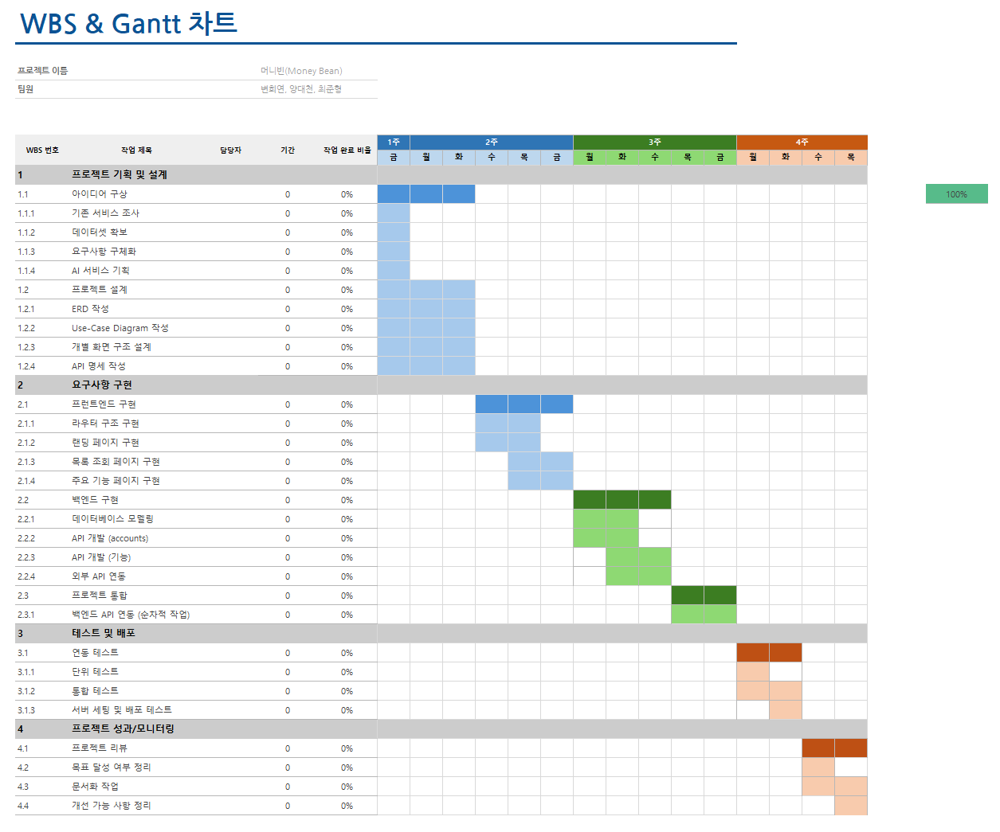 WBS & Gantt 차트
프로젝트 이름 머니빈(Money Bean)
팀원 변희연, 양대천, 최준형
WBS 번호 작업 제목 담당자 기간 작업 완료 비율 1주 2주 3주 4주
금 월 화 수 목 금 월 화 수 목 금 월 화 수 목
1 프로젝트 기획 및 설계
1.1 아이디어 구상 0 0% 100%
1.1.1 기존 서비스 조사 0 0%
1.1.2 데이터셋 확보 0 0%
1.1.3 요구사항 구체화 0 0%
1.1.4 AI 서비스 기획 0 0%
1.2 프로젝트 설계 0 0%
1.2.1 ERD 작성 0 0%
1.2.2 Use-Case Diagram 작성 0 0%
1.2.3 개별 화면 구조 설계 0 0%
1.2.4 API 명세 작성 0 0%
2 요구사항 구현
2.1 프런트엔드 구현 0 0%
2.1.1 라우터 구조 구현 0 0%
2.1.2 랜딩 페이지 구현 0 0%
2.1.3 목록 조회 페이지 구현 0 0%
2.1.4 주요 기능 페이지 구현 0 0%
2.2 백엔드 구현 0 0%
2.2.1 데이터베이스 모델링 0 0%
2.2.2 API 개발 (accounts) 0 0%
2.2.3 API 개발 (기능) 0 0%
2.2.4 외부 API 연동 0 0%
2.3 프로젝트 통합 0 0%
2.3.1 백엔드 API 연동 (순차적 작업) 0 0%
3 테스트 및 배포
3.1 연동 테스트 0 0%
3.1.1 단위 테스트 0 0%
3.1.2 통합 테스트 0 0%
3.1.3 서버 세팅 및 배포 테스트 0 0%
4 프로젝트 성과/모니터링
4.1 프로젝트 리뷰 0 0%
4.2 목표 달성 여부 정리 0 0%
4.3 문서화 작업 0 0%
4.4 개선 가능 사항 정리 0 0%